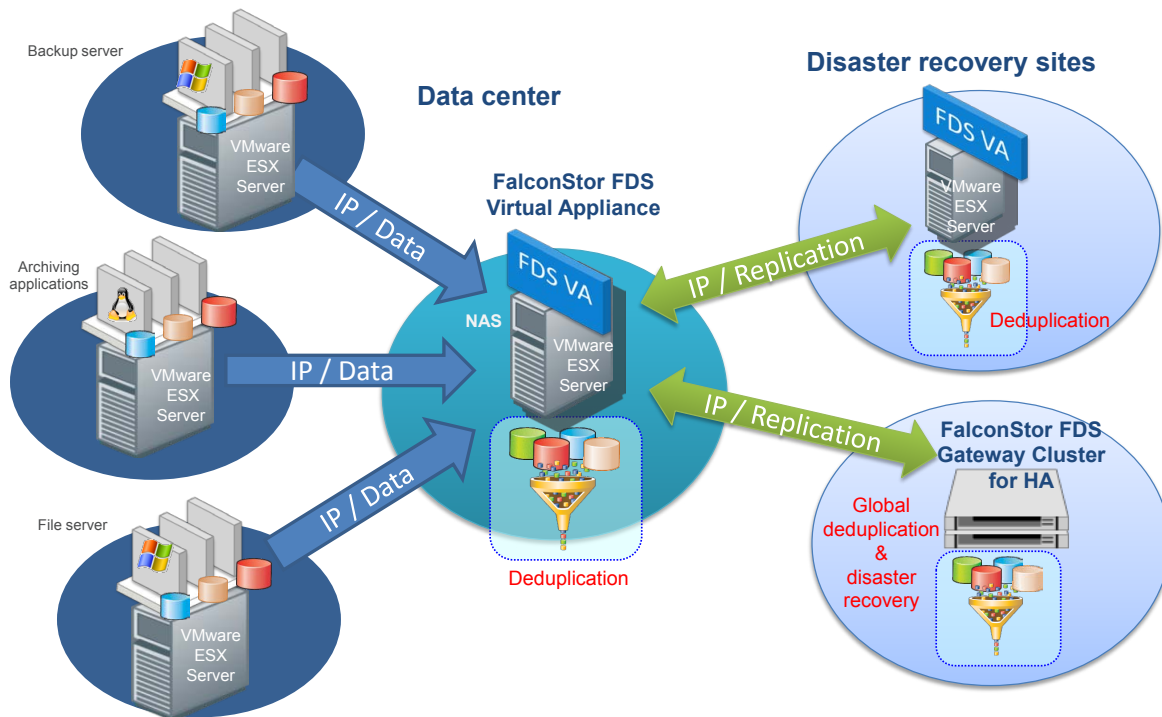 Backup server
VMware
ESX
Server
Data center
Disaster recovery sites
FDS VA
VMware
ESX
Server
Deduplication
IP / Data
FalconStor FDS
Virtual Appliance
IP / Replication
Archiving
applications
VMware
ESX
Server
IP / Data
NAS
FDS VA
VMware
ESX
Server
Deduplication
IP / Replication
File server
VMware
ESX
Server
IP / Data
FalconStor FDS
Gateway Cluster
for HA
Global
deduplication
&
disaster
recovery